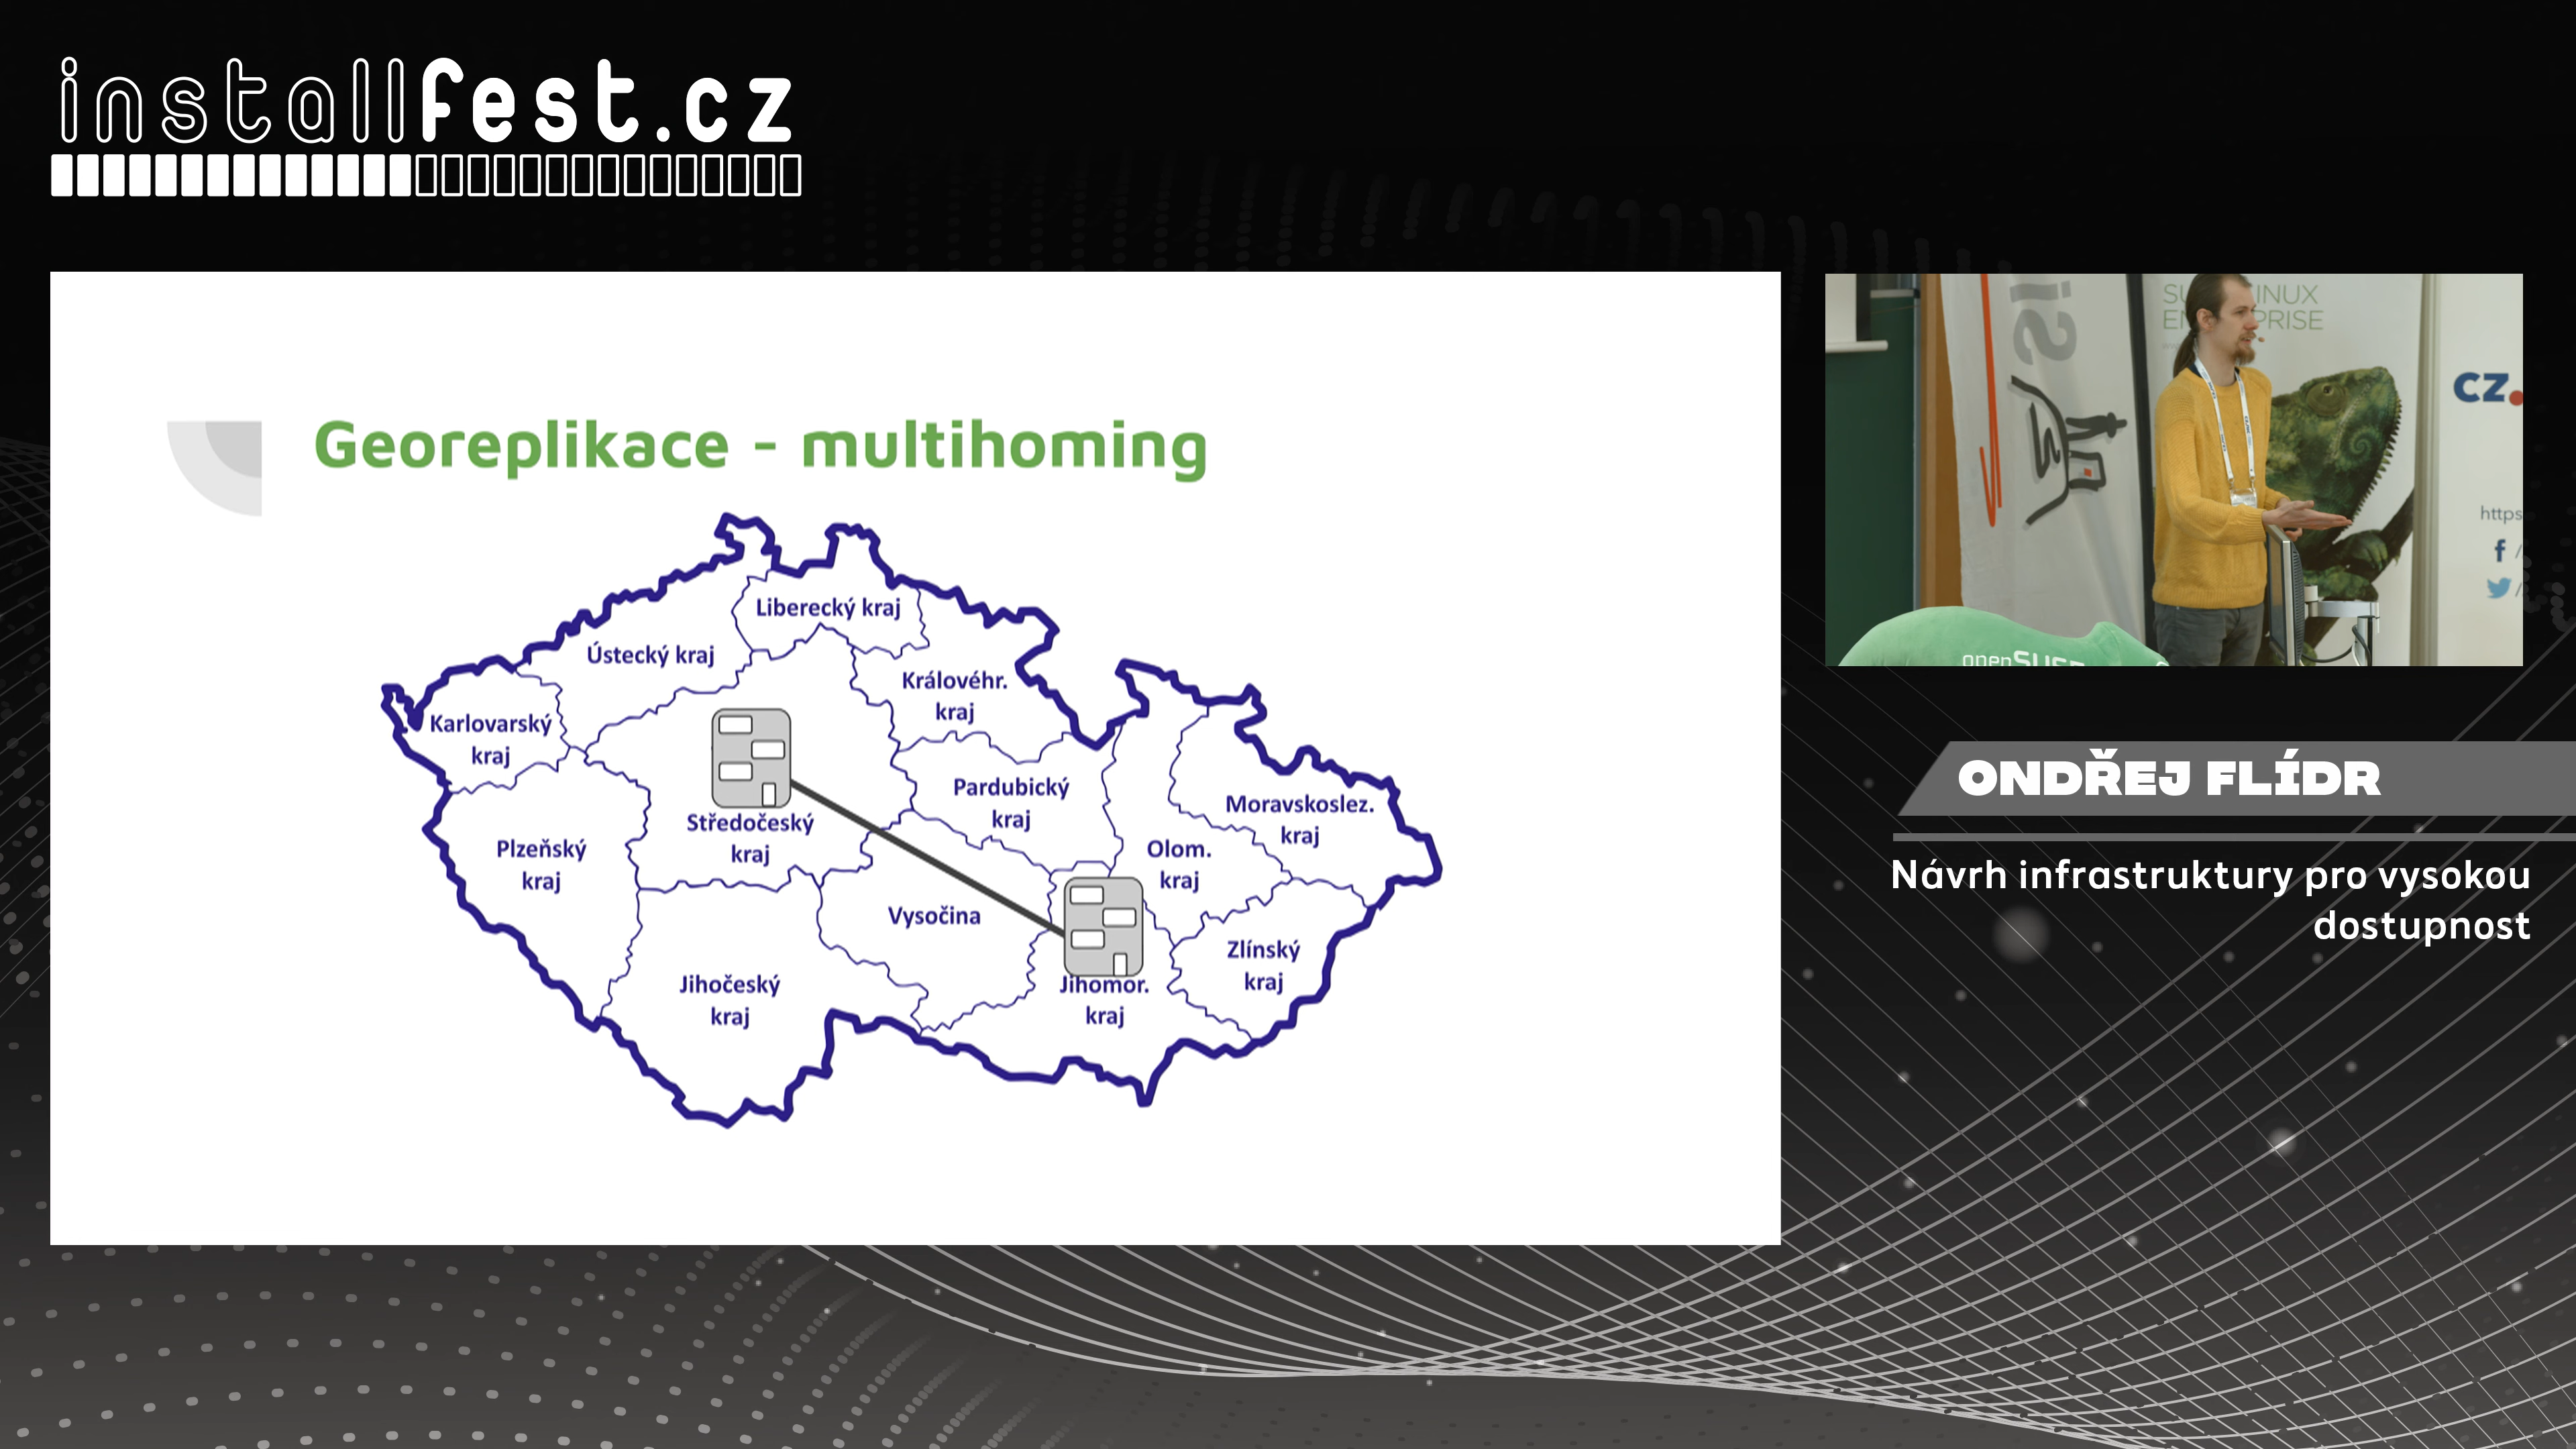 installfest.cz
Georeplikace - multihoming
Liberecký kraj
Ústecký kraj
Královéhr.
kraj
Karlovarský
kraj
Pardubický
kraj
Moravskoslez.
kraj
Středočeský
kraj
Plzeňský
kraj
Olom.
kraj
Vysočina
Zlínský
kraj
Jihočeský
kraj
Jihomor.
kraj
CZ.
https
openSUSE
ONDŘEJ FLÍDR
Návrh infrastruktury pro vysokou
dostupnost